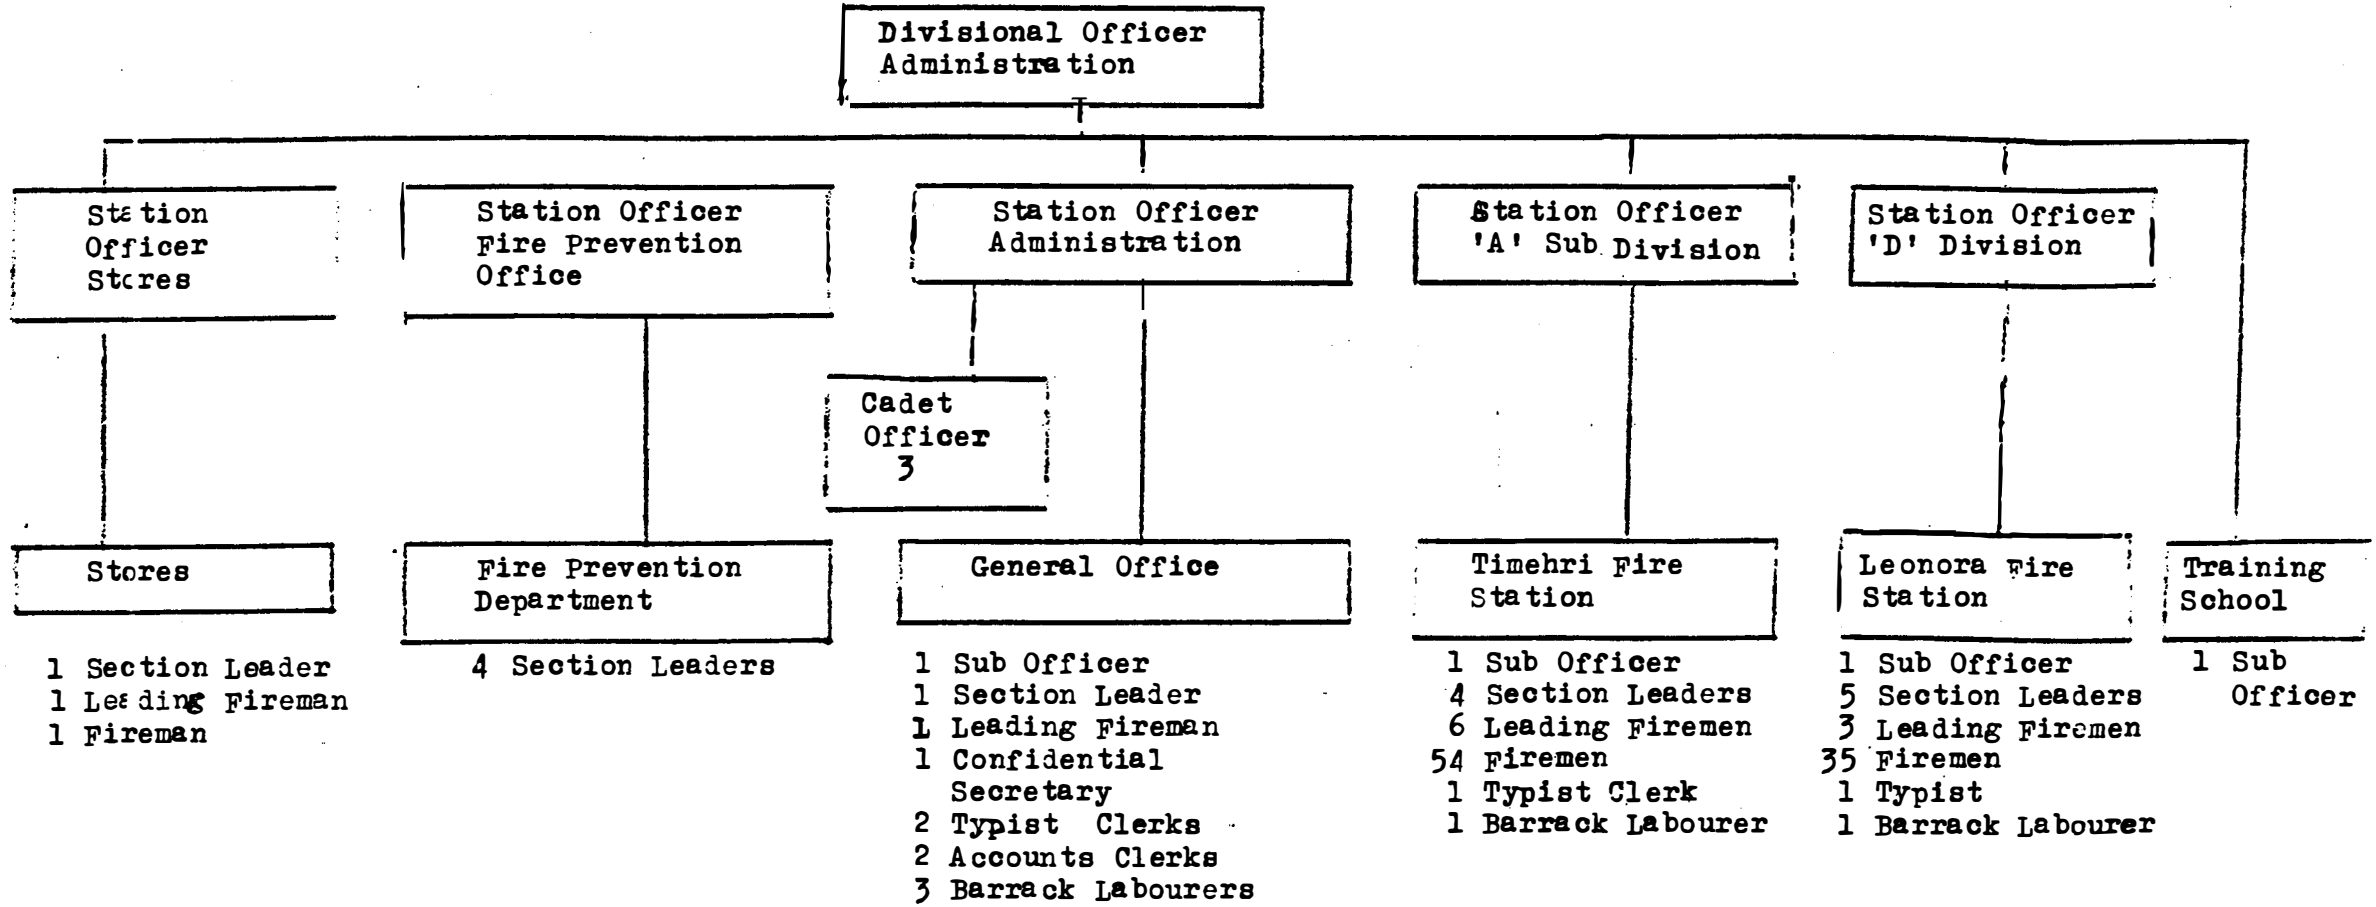 Divisional Officer
Administration
Station
Officer
Stores
Station Officer
Fire Prevention
Office
Station Officer
Administration
Station Officer
'A' Sub Division
Station Officer
'D' Division
Cadet
Officer
3
Stores
Fire Prevention
Department
General Office
Timehri Fire
Station
Leonora Fire
Station
Training
School
1 Section Leader
1 Leading Fireman
1 Fireman
4 Section Leaders
1 Sub Officer
1 Section Leader
1 Leading Fireman
1 Confidential
Secretary
2 Typist Clerks
2 Accounts Clerks
3 Barrack Labourers
1 Sub Officer
4 Section Leaders
6 Leading Firemen
54 Firemen
1 Typist Clerk
1 Barrack Labourer
1 Sub Officer
5 Section Leaders
3 Leading Firemen
35 Firemen
1 Typist
1 Barrack Labourer
1 Sub
Officer